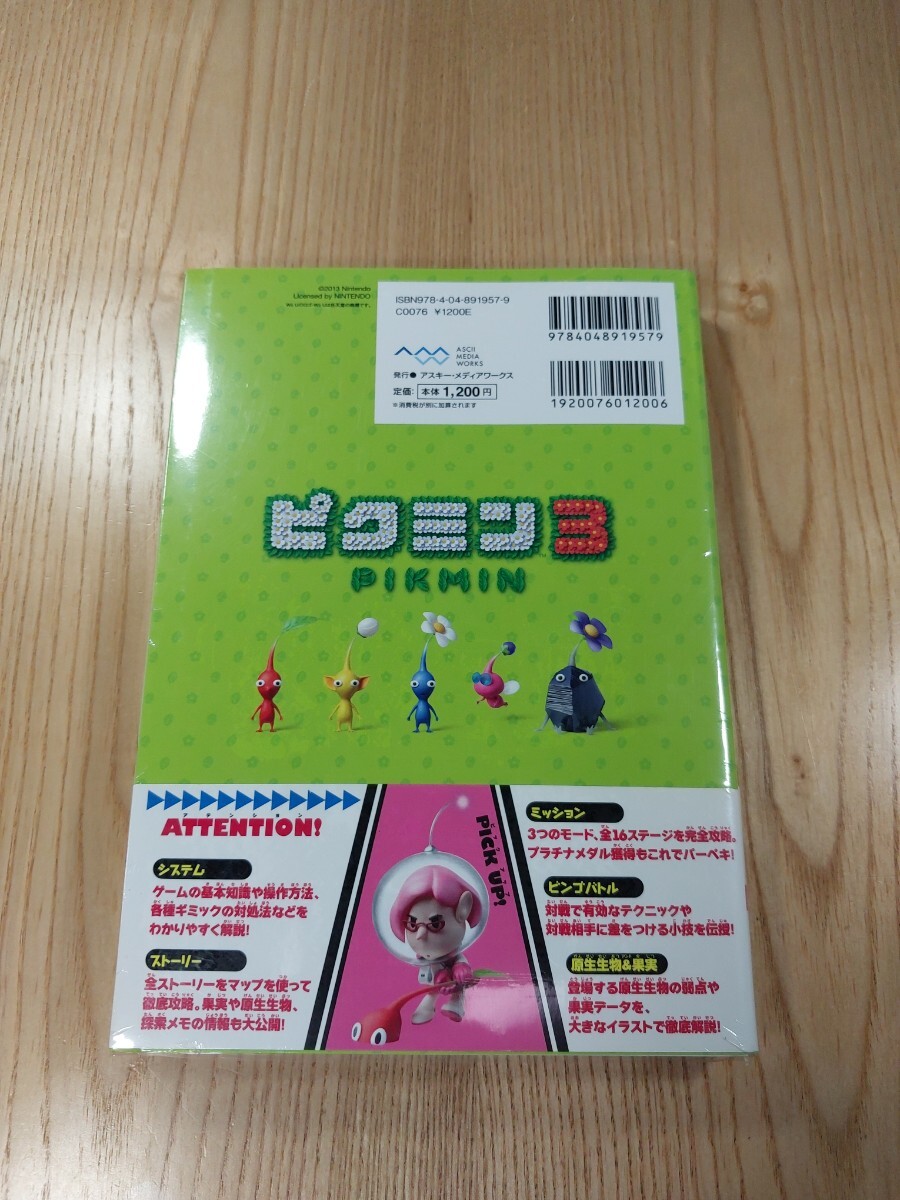 ©2013 Nintendo
Licensed by NINTENDO
ISBN978-4-04-891957-9
C0076 ¥1200E
9784048919579
ASCII
MEDIA
WORKS
発行● アスキー・メディアワークス
定価: 本体 1,200 円
※消費税が別に加算されます
1920076012006
ピクミン3
PIKMIN
アテンション
ATTENTION!
システム
ゲームの基本知識や操作方法、
各種ギミックの対処法などを
わかりやすく解説!
ストーリー
全ストーリーをマップを使って
徹底攻略。果実や原生生物、
探索メモの情報も大公開!
PICK UP!
ミッション
3つのモード、全16ステージを完全攻略。
プラチナメダル獲得もこれでバーペキ!
ビンゴバトル
対戦で有効なテクニックや
対戦相手に差をつける小技を伝授!
原生生物&果実
登場する原生生物の弱点や
果実データを、
大きなイラストで徹底解説!